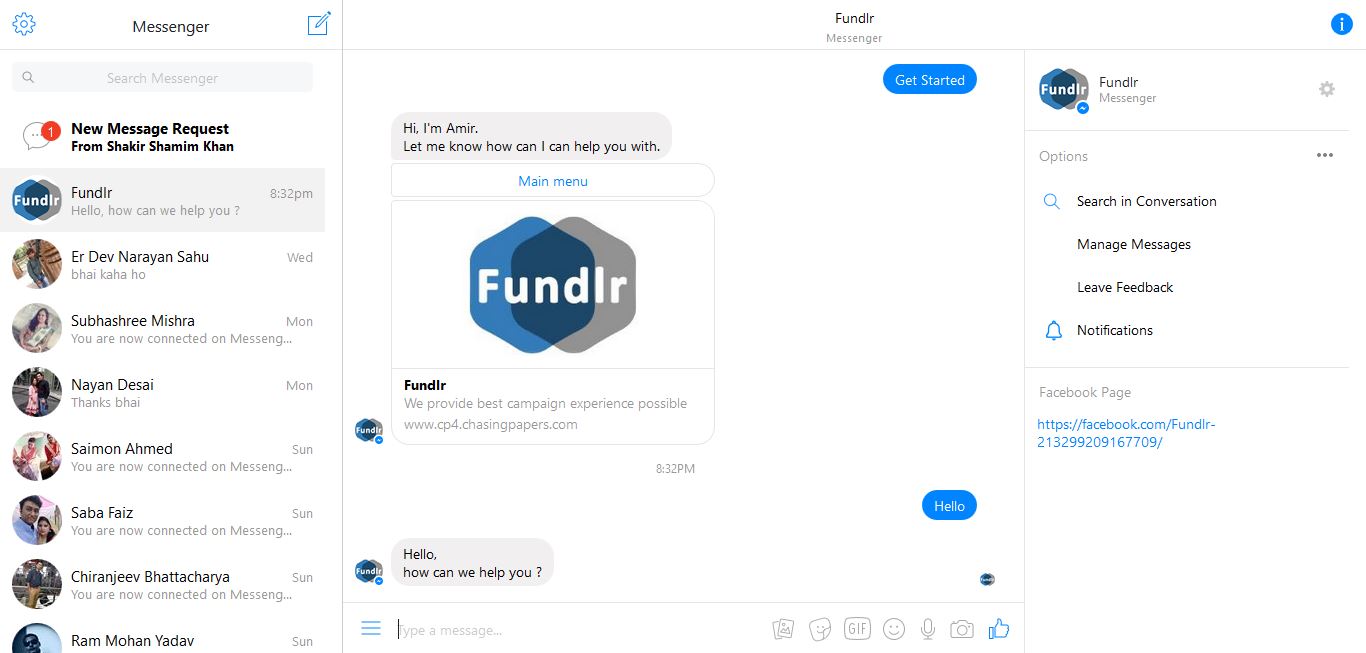 Messenger
Search Messenger
1
New Message Request
From Shakir Shamim Khan
Fundlr
Fundlr 8:32pm
Hello, how can we help you ?
Er Dev Narayan Sahu Wed
bhai kaha ho
Subhashree Mishra Mon
You are now connected on Messeng...
Nayan Desai Mon
Thanks bhai
Saimon Ahmed Sun
You are now connected on Messeng...
Saba Faiz Sun
You are now connected on Messeng...
Chiranjeev Bhattacharya Sun
You are now connected on Messeng...
Ram Mohan Yadav Sun
Fundlr
Messenger
Get Started
Hi, I'm Amir.
Let me know how can I can help you with.
Main menu
Fundlr
Fundlr
We provide best campaign experience possible
www.cp4.chasingpapers.com
Fundlr
8:32PM
Hello
Hello,
how can we help you ?
Fundlr
Fundlr
Type a message...
GIF
i
Fundlr
Fundlr
Messenger
Options
Search in Conversation
Manage Messages
Leave Feedback
Notifications
Facebook Page
https://facebook.com/Fundlr-
213299209167709/